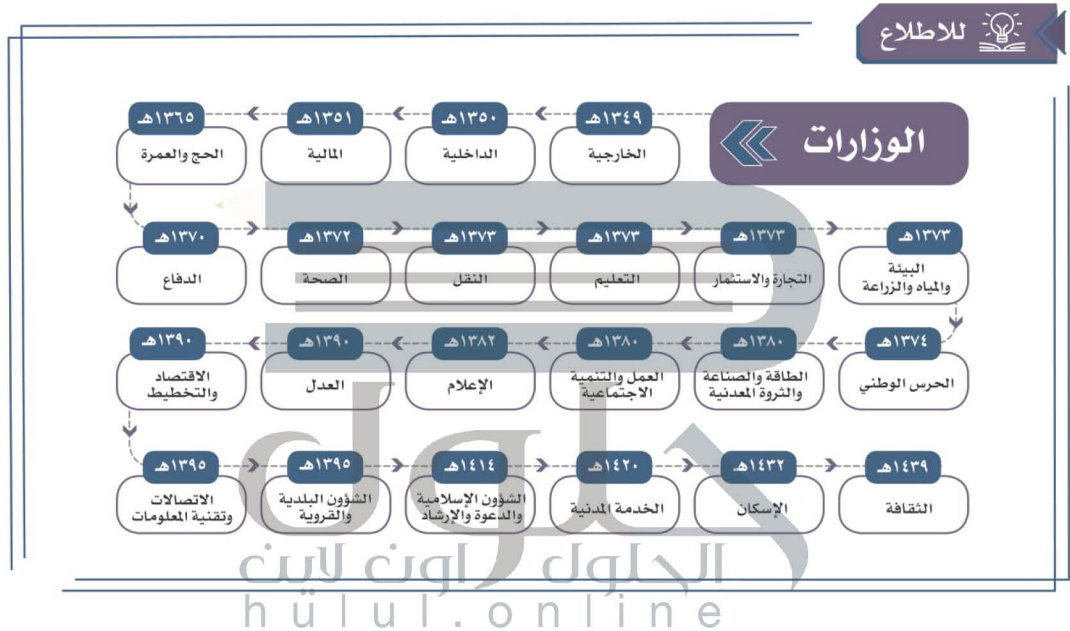 للاطلاع
الوزارات
١٣٤٩هـ
الخارجية
١٣٥٠هـ
الداخلية
١٣٥١هـ
المالية
١٣٦٥هـ
الحج والعمرة
١٣٧٠هـ
الدفاع
١٣٧٢هـ
الصحة
١٣٧٣هـ
النقل
١٣٧٣هـ
التعليم
١٣٧٣هـ
التجارة والاستثمار
١٣٧٣هـ
البيئة
والمياه والزراعة
١٣٧٤هـ
الحرس الوطني
١٣٨٠هـ
الطاقة والصناعة
والثروة المعدنية
١٣٨٠هـ
العمل والتنمية
الاجتماعية
١٣٨٢هـ
الإعلام
١٣٩٠هـ
العدل
١٣٩٠هـ
الاقتصاد
والتخطيط
١٣٩٥هـ
الاتصالات
وتقنية المعلومات
١٣٩٥هـ
الشؤون البلدية
والقروية
١٤١٤هـ
الشؤون الإسلامية
والدعوة والإرشاد
١٤٢٠هـ
الخدمة المدنية
١٤٣٢هـ
الإسكان
١٤٣٩هـ
الثقافة
حلول
الحلول اون لاين
hulul.online